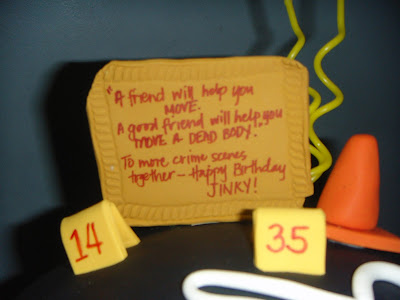 "A friend will help you
MOVE.
A good friend will help you
MOVE A DEAD BODY!
To more crime scenes
together—Happy Birthday
JINKY!
14
35